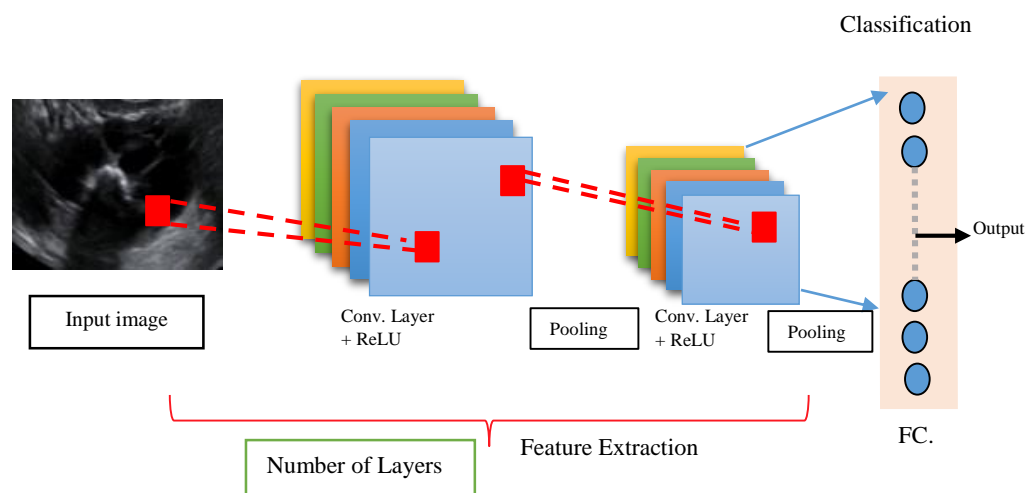 Classification
Output
Input image
Conv. Layer
+ ReLU
Pooling
Conv. Layer
+ ReLU
Pooling
FC.
Feature Extraction
Number of Layers